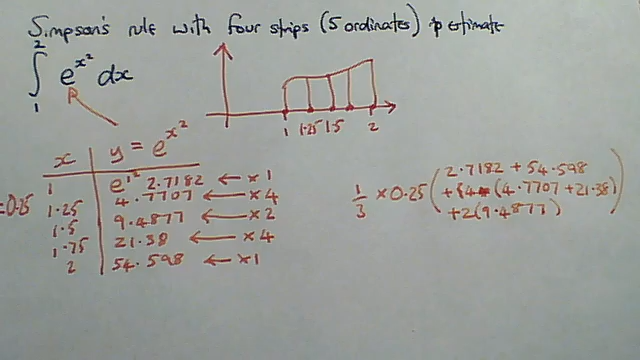 Simpson's rule with four strips (5 ordinates) to estimate
2
∫ e^x² dx
1
1 1.25 1.5 2
x | y = e^x²
1 | e^1² 2.7182 ← × 1
= 0.25 1.25 | 4.7707 ← × 4
1.5 | 9.4877 ← × 2
1.75 | 21.38 ← × 4
2 | 54.598 ← ×1
1/3 × 0.25 ( 2.7182 + 54.598
+ 4 (4.7707 + 21.38)
+ 2(9.4877) )